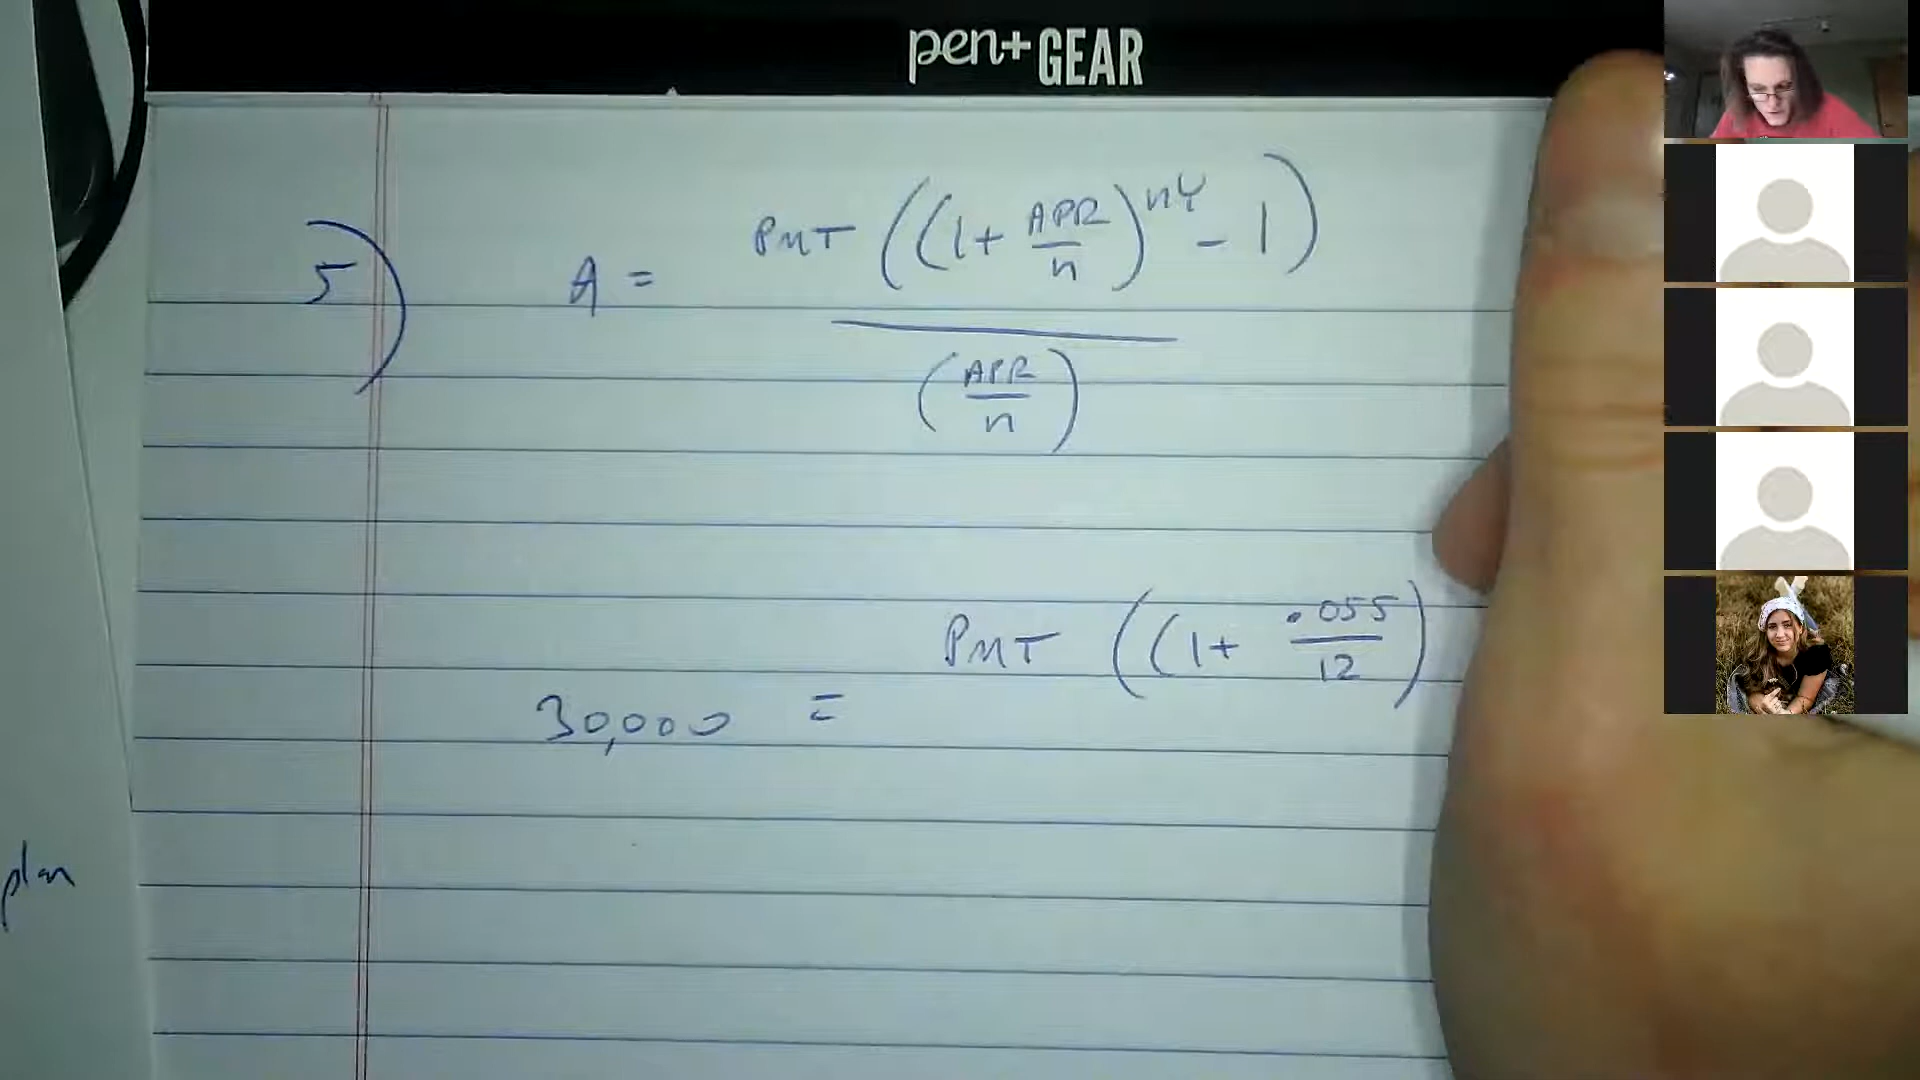 pen+GEAR
5) A = PMT ((1 + APR/n)^nY - 1) / (APR/n)
30,000 = PMT ((1 + .055/12)
plan